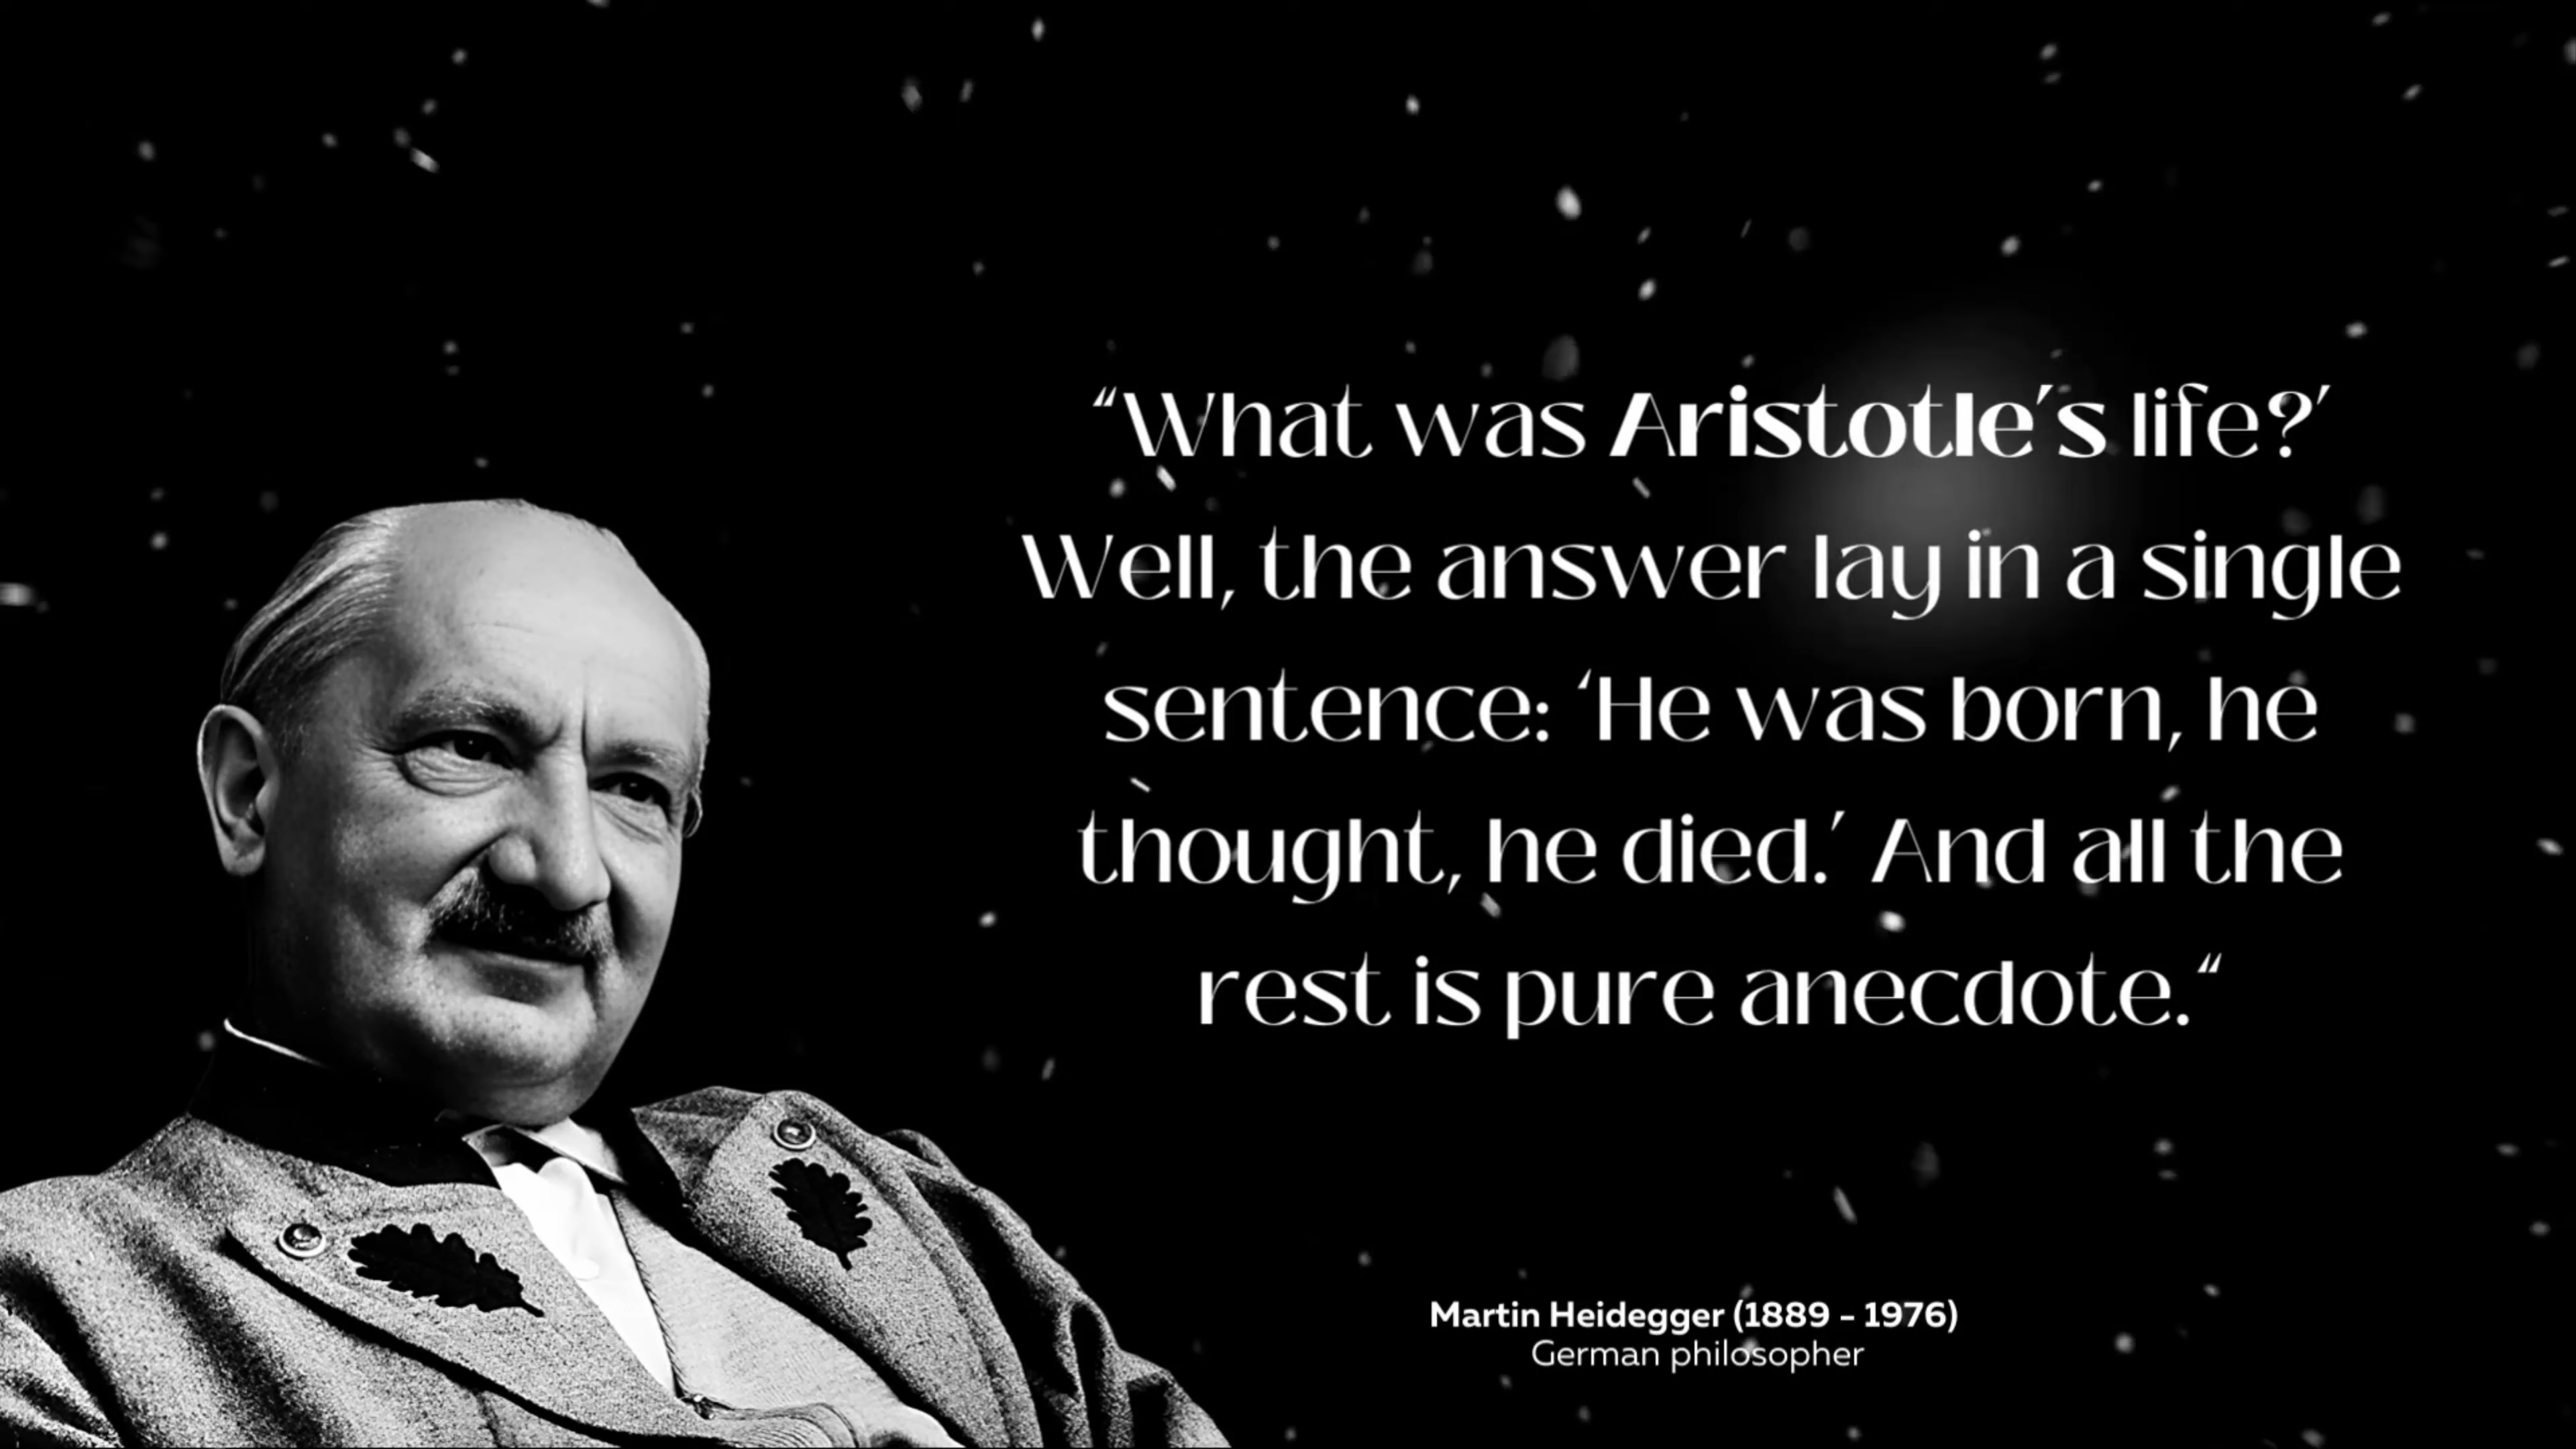 “What was Aristotle’s life?’
Well, the answer lay in a single
sentence: ‘He was born, he
thought, he died.’ And all the
rest is pure anecdote.“
Martin Heidegger (1889 - 1976)
German philosopher